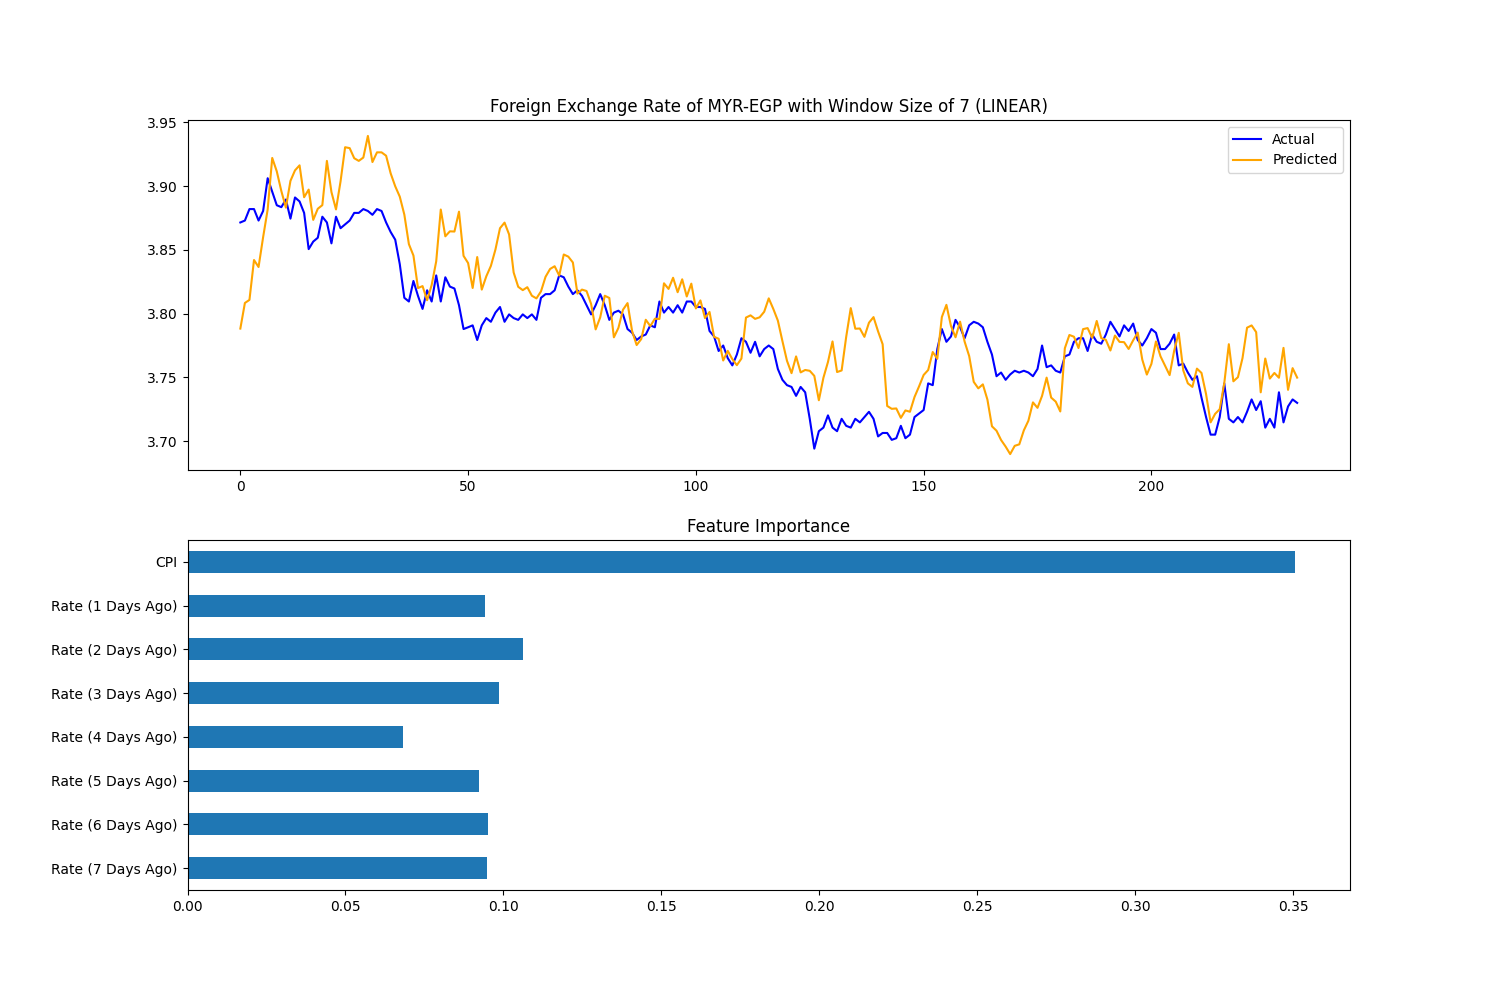 Foreign Exchange Rate of MYR-EGP with Window Size of 7 (LINEAR)
3.95
3.90
3.85
3.80
3.75
3.70
Actual
Predicted
0
50
100
150
200
Feature Importance
CPI
Rate (1 Days Ago)
Rate (2 Days Ago)
Rate (3 Days Ago)
Rate (4 Days Ago)
Rate (5 Days Ago)
Rate (6 Days Ago)
Rate (7 Days Ago)
0.00
0.05
0.10
0.15
0.20
0.25
0.30
0.35